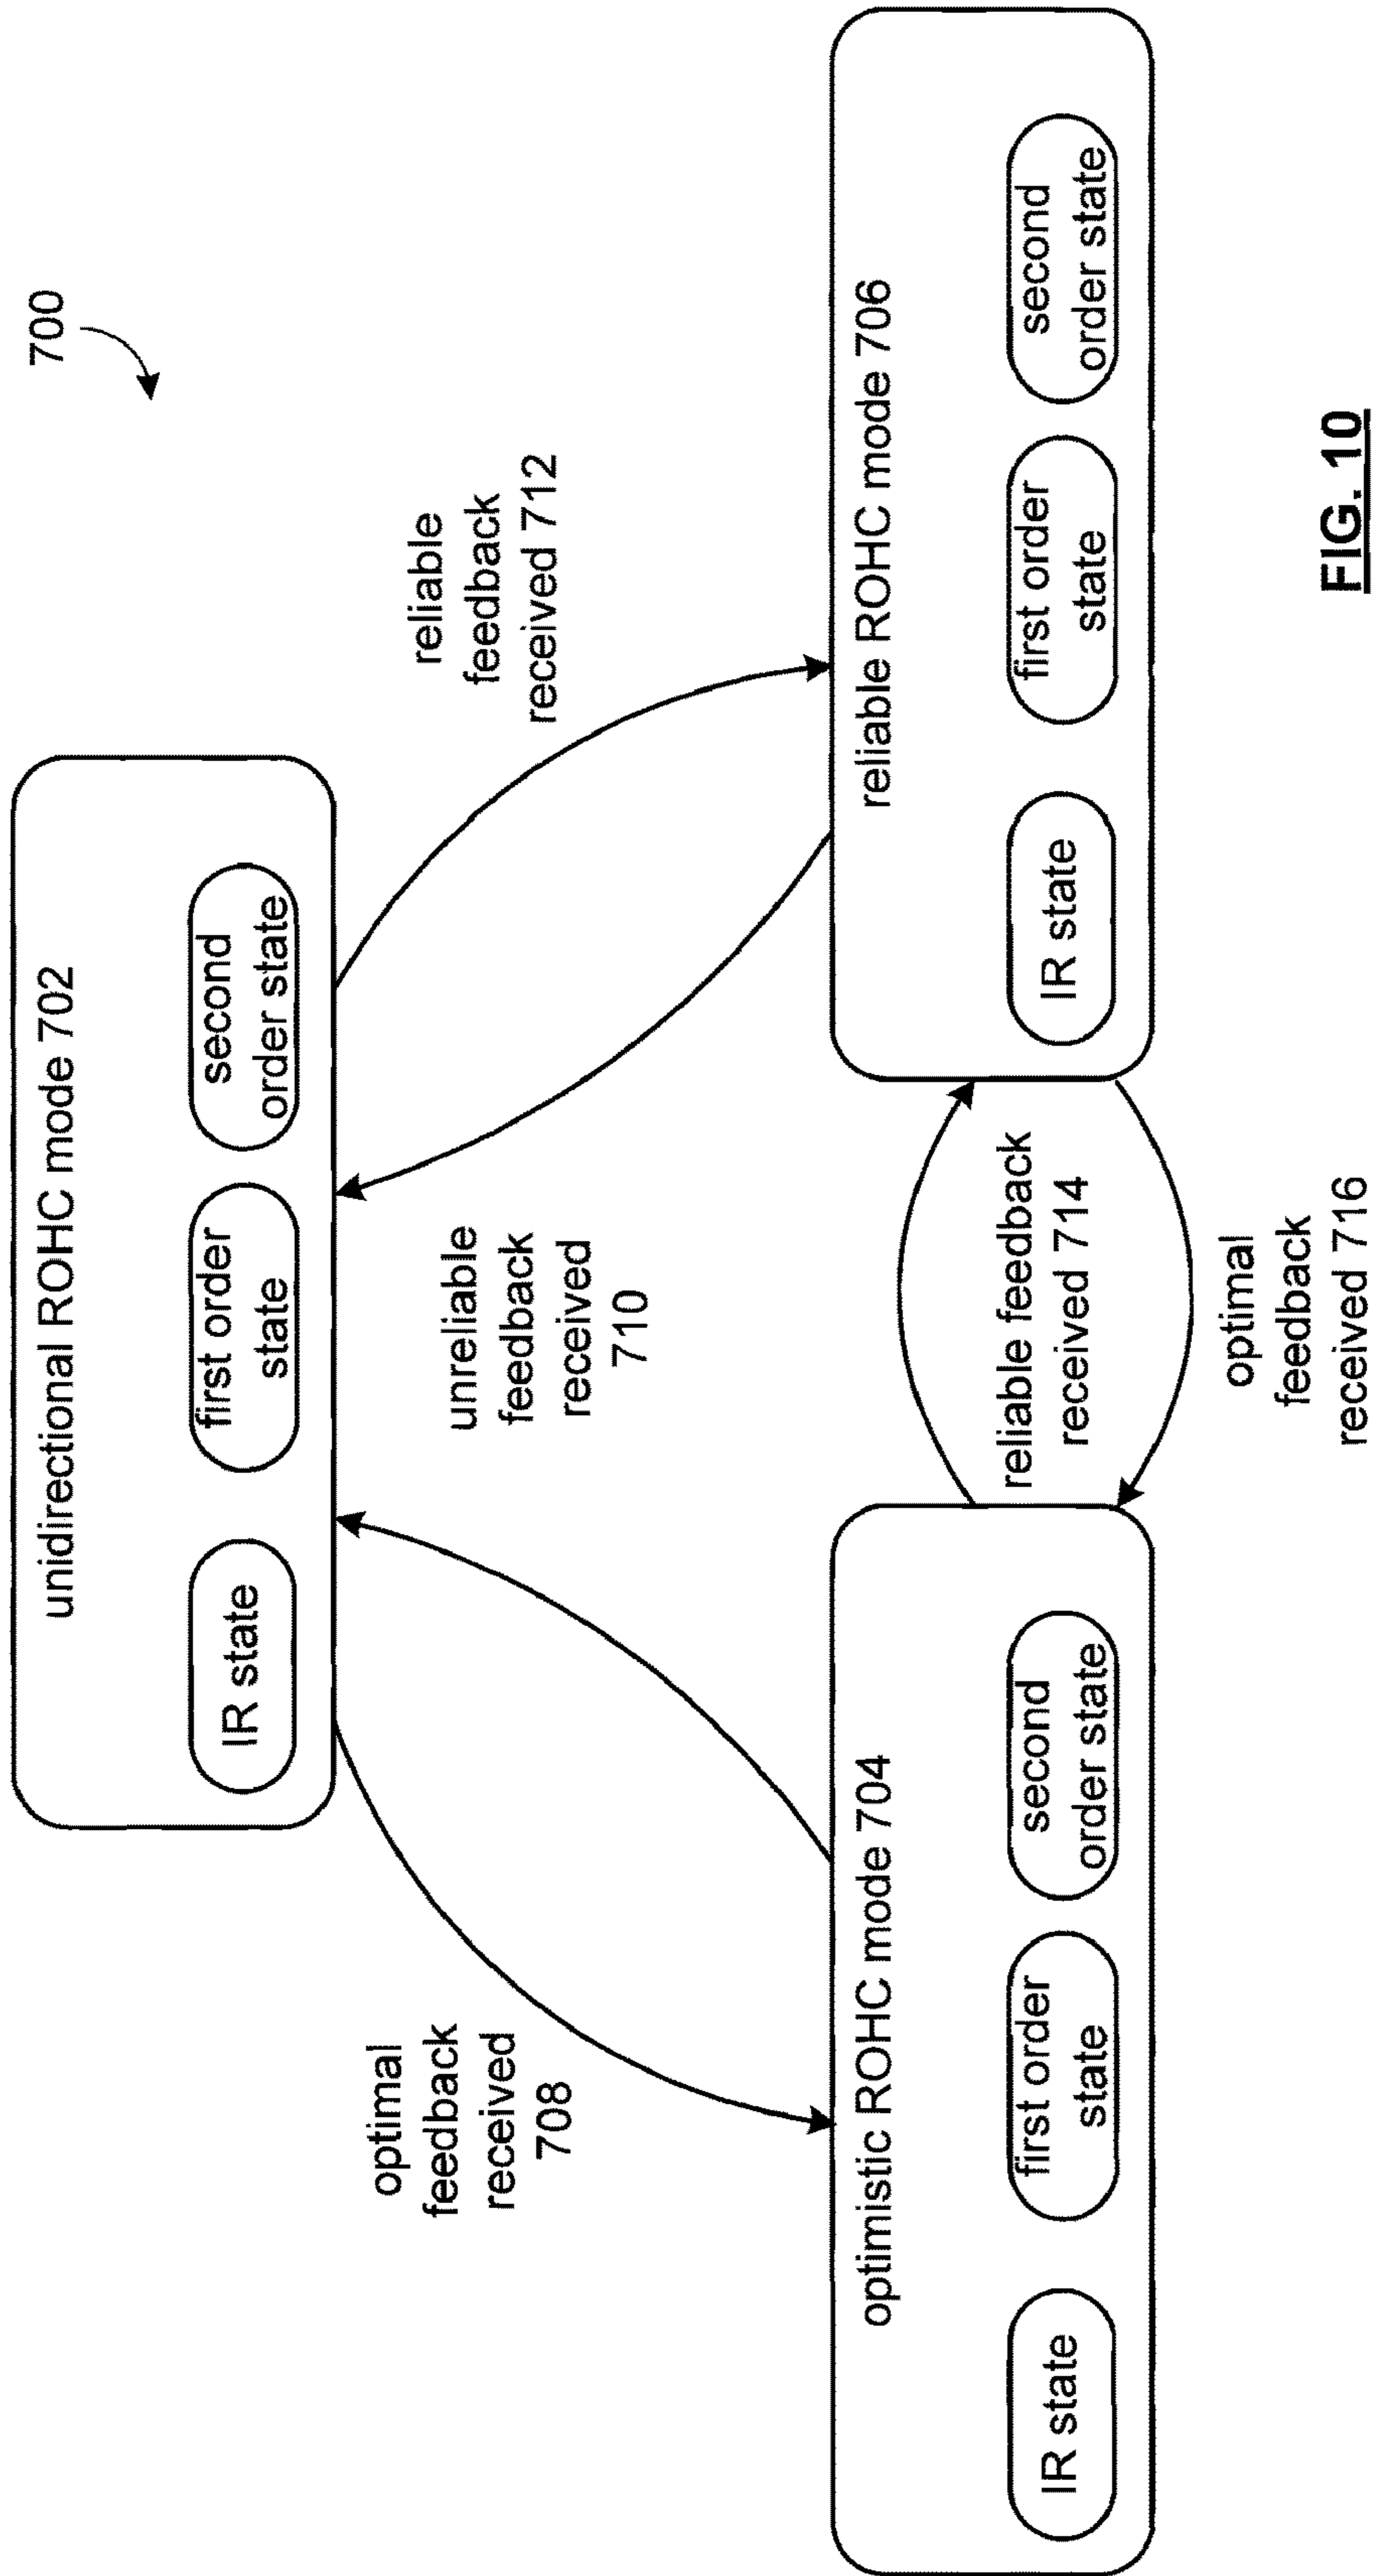 700
unidirectional ROHC mode 702
IR state
first order
state
second
order state
optimal
feedback
received
708
unreliable
feedback
received
710
reliable
feedback
received 712
optimistic ROHC mode 704
IR state
first order
state
second
order state
reliable feedback
received 714
optimal
feedback
received 716
reliable ROHC mode 706
IR state
first order
state
second
order state
FIG. 10